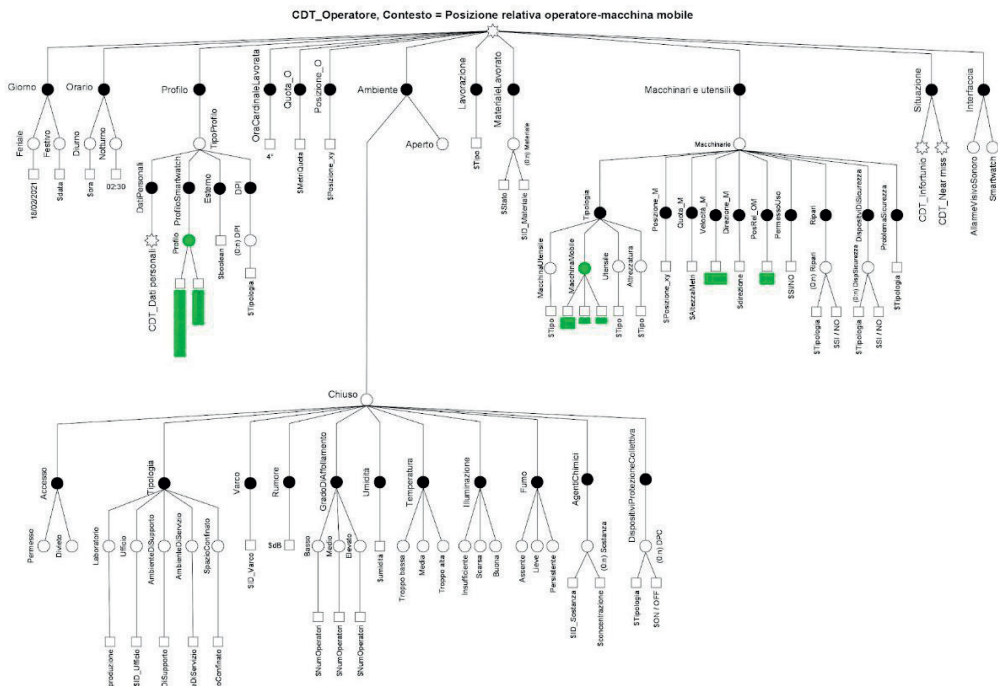 CDT_Operatore, Contesto = Posizione relativa operatore-macchina mobile
Giorno
Orario
Profilo
OraCardinaleLavorata
Quota_O
Posizione_O
Ambiente
Lavorazione
MaterialeLavorato
Macchinari e utensili
Situazione
Interfaccia
Feriale
Festivo
Diurno
Notturno
TipoProfilo
Aperto
(0:n) Materiale
Macchinario
18/02/2021
$data
$ora
02:30
4°
$MetriQuota
$Posizione_xy
$Tipo
$Stato
$ID_Materiale
CDT_Infortunio
CDT_Near miss
AllarmeVisivoSonoro
Smartwatch
DatiPersonali
ProfiloSmartwatch
Esterno
DPI
CDT_Dati personali
Profilo
$boolean
(0:n) DPI
$Tipologia
Tipologia
Posizione_M
Quota_M
Velocità_M
Direzione_M
PosRel_OM
PermessoUso
Ripari
DispositiviDiSicurezza
ProblemaSicurezza
MacchinaUtensile
MacchinaMobile
Utensile
Attrezzatura
$Tipo
$Tipo
$Tipo
$Posizione_xy
$AltezzaMetri
$direzione
$SI/NO
(0:n) Ripari
$Tipologia
$SI / NO
(0:n) DispSicurezza
$Tipologia
$SI / NO
$Tipologia
Chiuso
Accesso
Tipologia
Varco
Rumore
GradoDiAffollamento
Umidità
Temperatura
Illuminazione
Fumo
AgentiChimici
DispositiviProtezioneCollettiva
Permesso
Divieto
Laboratorio
Ufficio
AmbienteDiSupporto
AmbienteDiServizio
SpazioConfinato
$ID_Varco
$dB
Basso
Medio
Elevato
$umidità
Troppo bassa
Media
Troppo alta
Insufficiente
Scarsa
Buona
Assente
Lieve
Persistente
(0:n) Sostanza
(0:n) DPC
$ID_Sostanza
$concentrazione
$Tipologia
$ON / OFF
$NumOperatori
$NumOperatori
$NumOperatori
produzione
$ID_Ufficio
DiSupporto
DiServizio
oConfinato